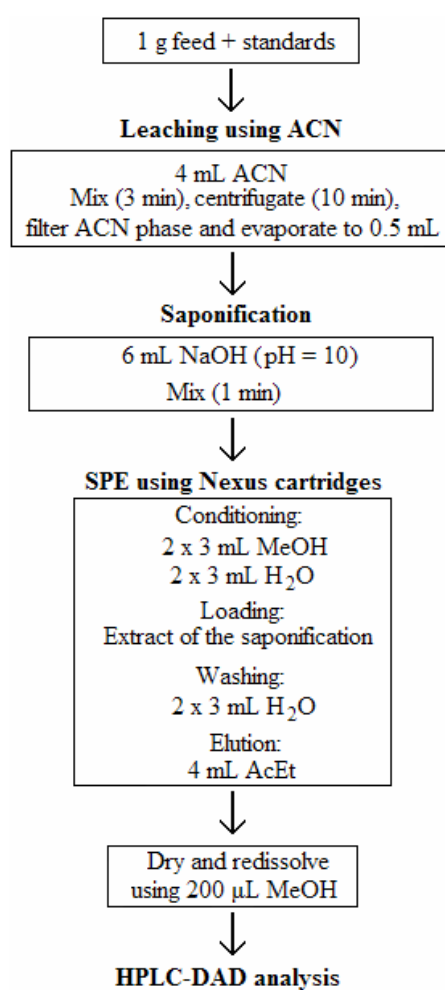 1 g feed + standards
Leaching using ACN
4 mL ACN
Mix (3 min), centrifugate (10 min),
filter ACN phase and evaporate to 0.5 mL
Saponification
6 mL NaOH (pH = 10)
Mix (1 min)
SPE using Nexus cartridges
Conditioning:
2 x 3 mL MeOH
2 x 3 mL H₂O
Loading:
Extract of the saponification
Washing:
2 x 3 mL H₂O
Elution:
4 mL AcEt
Dry and redissolve
using 200 μL MeOH
HPLC-DAD analysis